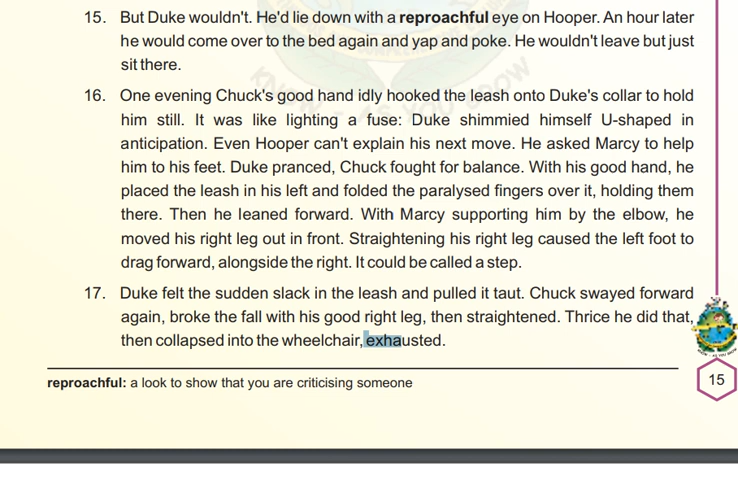 15. But Duke wouldn't. He'd lie down with a reproachful eye on Hooper. An hour later
he would come over to the bed again and yap and poke. He wouldn't leave but just
sit there.
16. One evening Chuck's good hand idly hooked the leash onto Duke's collar to hold
him still. It was like lighting a fuse: Duke shimmied himself U-shaped in
anticipation. Even Hooper can't explain his next move. He asked Marcy to help
him to his feet. Duke pranced, Chuck fought for balance. With his good hand, he
placed the leash in his left and folded the paralysed fingers over it, holding them
there. Then he leaned forward. With Marcy supporting him by the elbow, he
moved his right leg out in front. Straightening his right leg caused the left foot to
drag forward, alongside the right. It could be called a step.
17. Duke felt the sudden slack in the leash and pulled it taut. Chuck swayed forward
again, broke the fall with his good right leg, then straightened. Thrice he did that,
then collapsed into the wheelchair, exhausted.
reproachful: a look to show that you are criticising someone
15